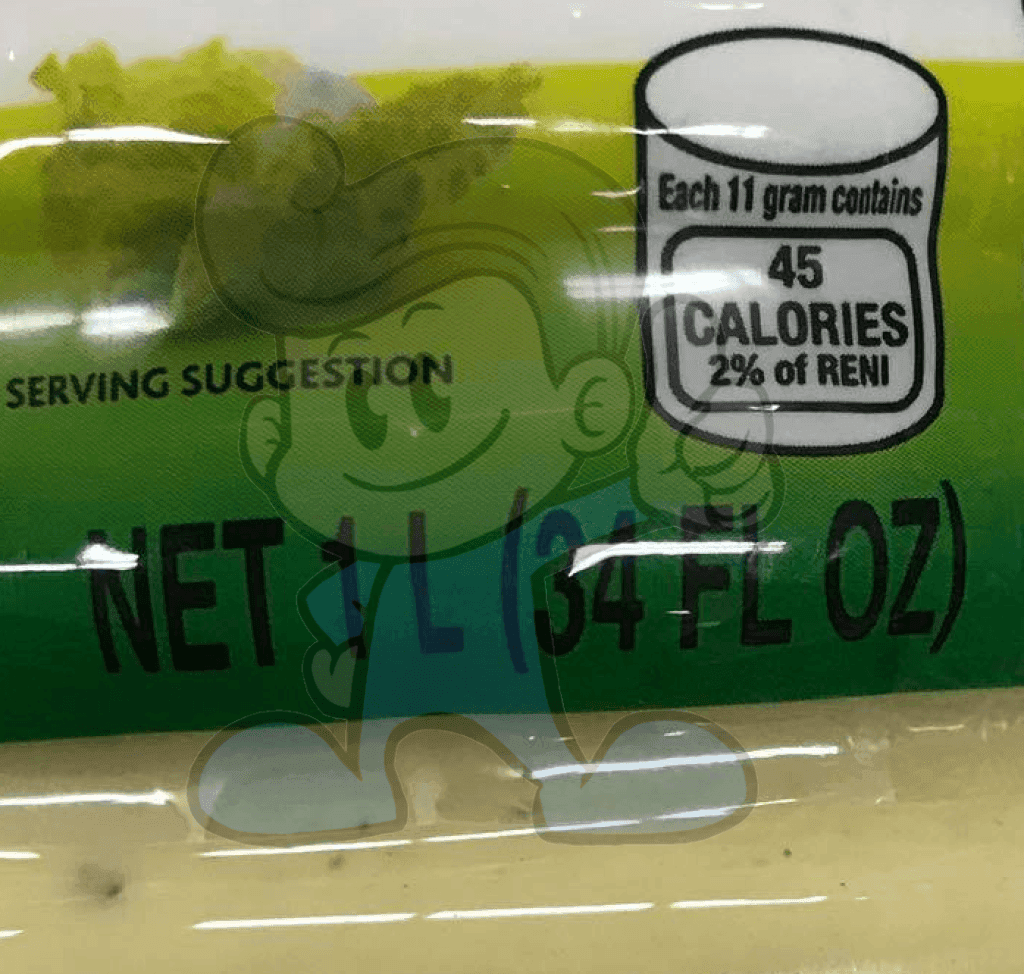 Each 11 gram contains
45
CALORIES
2% of RENI
SERVING SUGGESTION
NET 1 L (34 FL OZ)